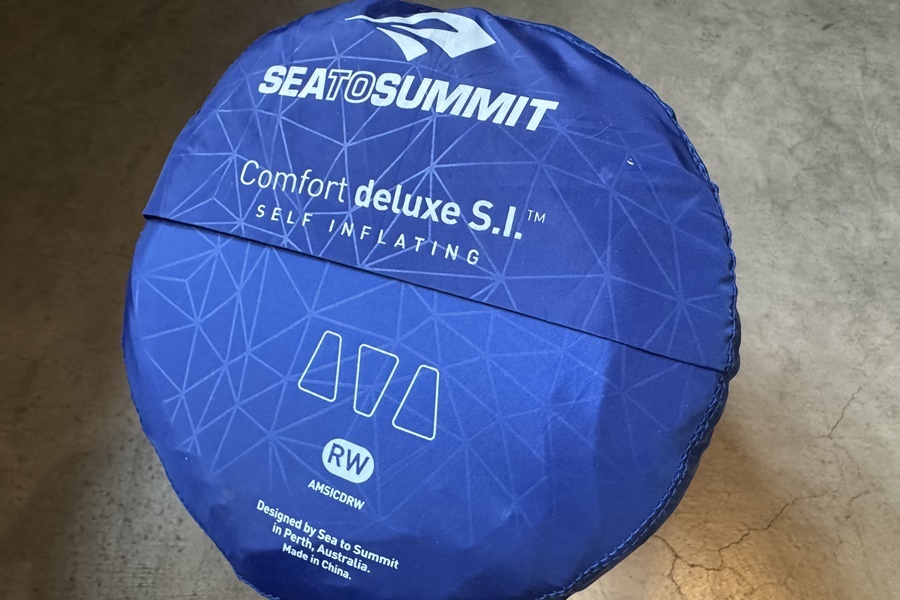 SEATOSUMMIT
Comfort deluxe S.I.™
SELF INFLATING
RW
AMSICDRW
Designed by Sea to Summit
in Perth, Australia.
Made in China.